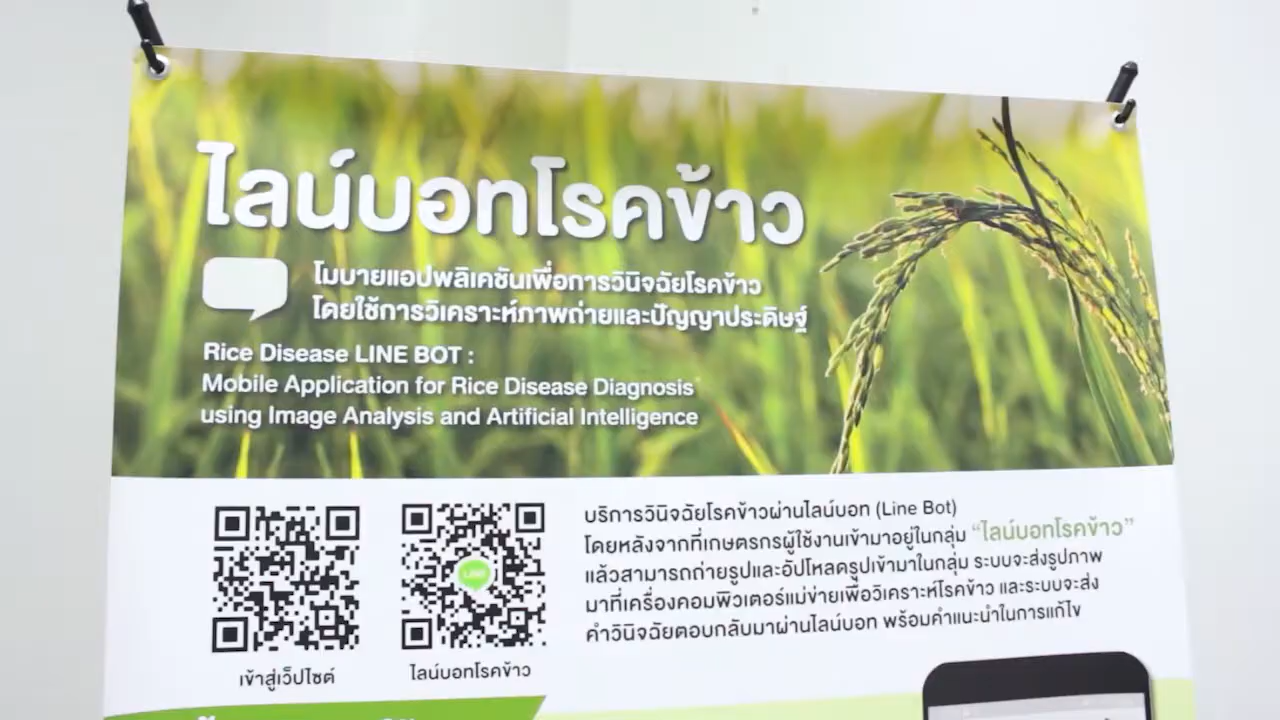 ไลน์บอทโรคข้าว
โมบายแอปพลิเคชันเพื่อการวินิจฉัยโรคข้าว
โดยใช้การวิเคราะห์ภาพถ่ายและปัญญาประดิษฐ์
Rice Disease LINE BOT :
Mobile Application for Rice Disease Diagnosis
using Image Analysis and Artificial Intelligence
LINE
เข้าสู่เว็ปไซต์
ไลน์บอทโรคข้าว
บริการวินิจฉัยโรคข้าวผ่านไลน์บอท (Line Bot)
โดยหลังจากที่เกษตรกรผู้ใช้งานเข้ามาอยู่ในกลุ่ม “ไลน์บอทโรคข้าว”
แล้วสามารถถ่ายรูปและอัปโหลดรูปเข้ามาในกลุ่ม ระบบจะส่งรูปภาพ
มาที่เครื่องคอมพิวเตอร์แม่ข่ายเพื่อวิเคราะห์โรคข้าว และระบบจะส่ง
คำวินิจฉัยตอบกลับมาผ่านไลน์บอท พร้อมคำแนะนำในการแก้ไข